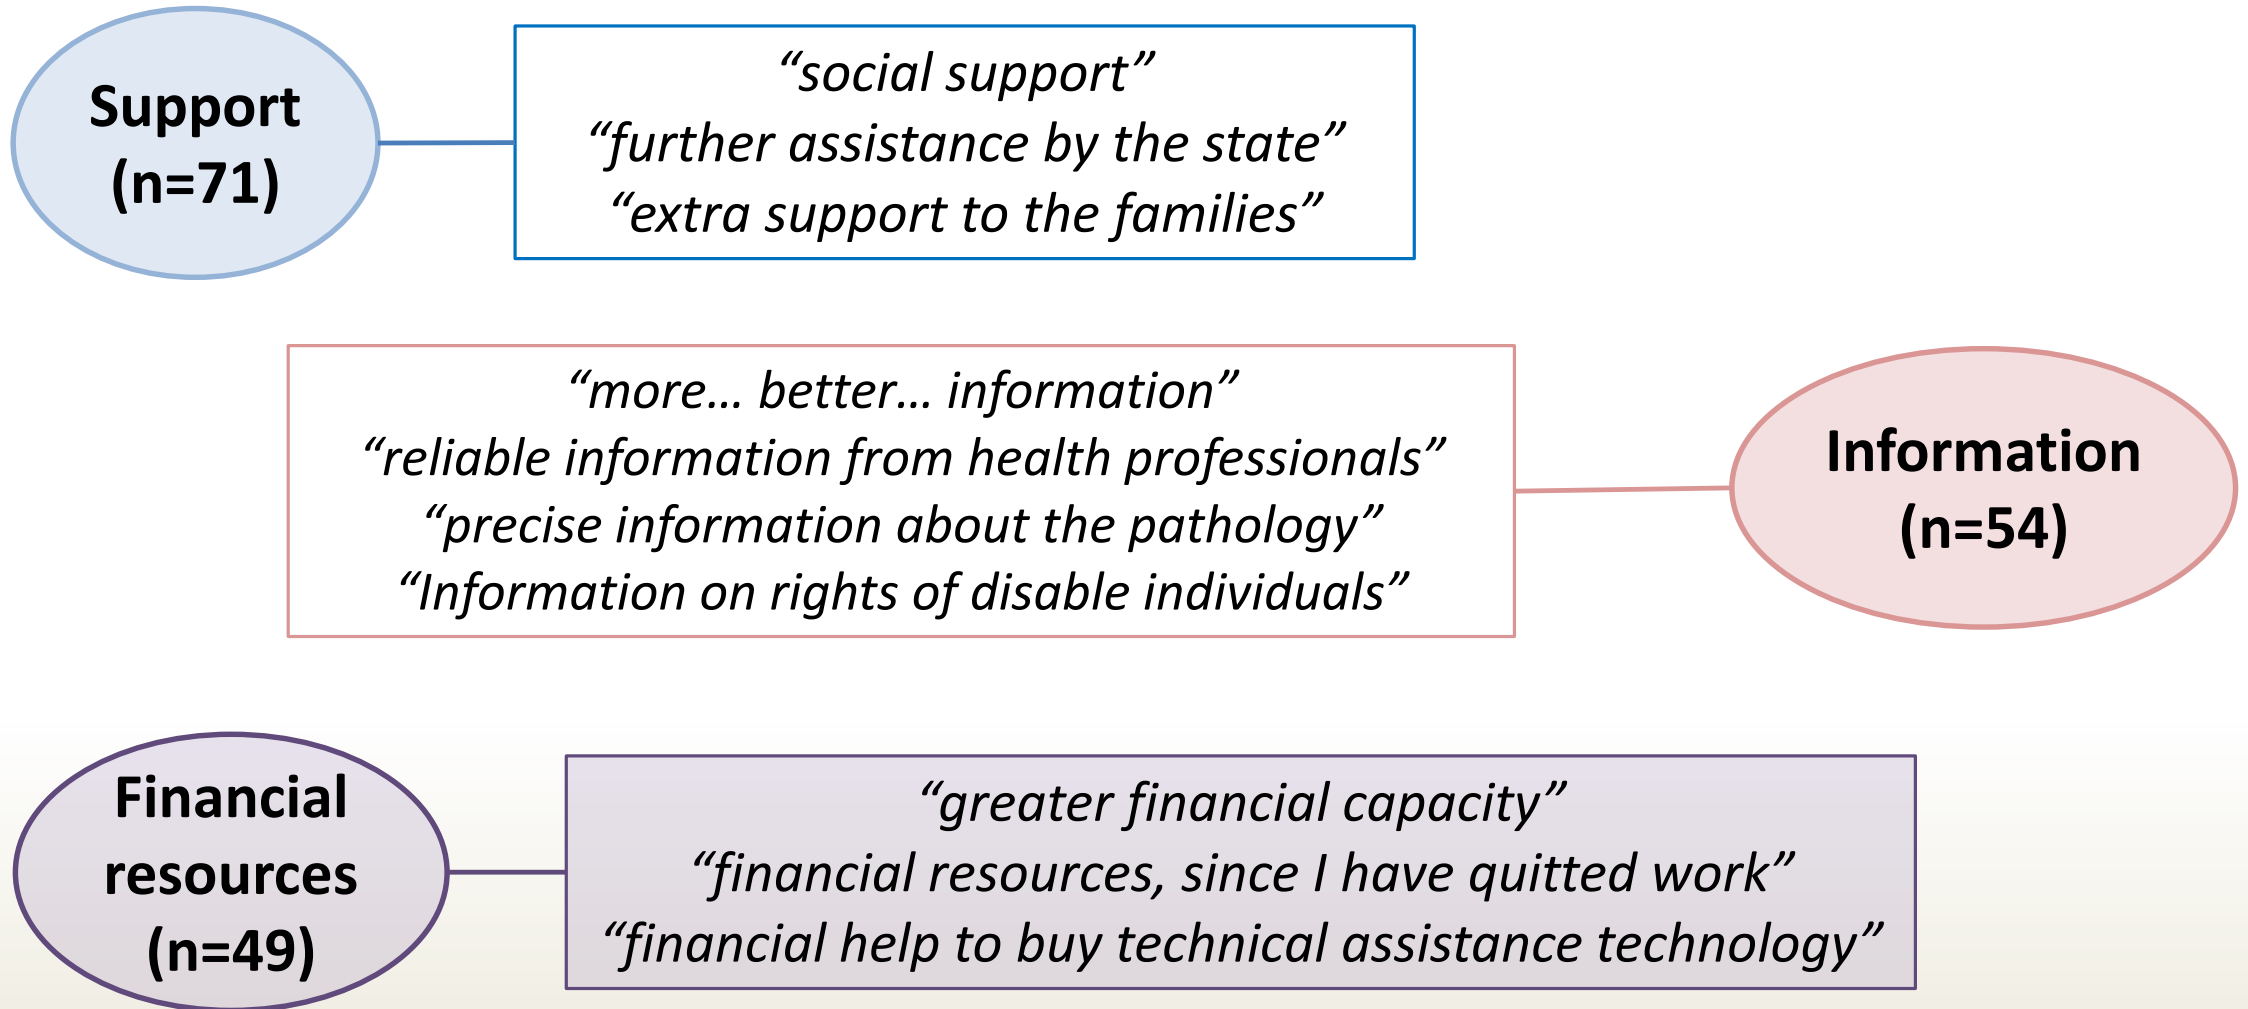 Support
(n=71)
“social support”
“further assistance by the state”
“extra support to the families”
“more… better… information”
“reliable information from health professionals”
“precise information about the pathology”
“Information on rights of disable individuals”
Information
(n=54)
Financial
resources
(n=49)
“greater financial capacity”
“financial resources, since I have quitted work”
“financial help to buy technical assistance technology”